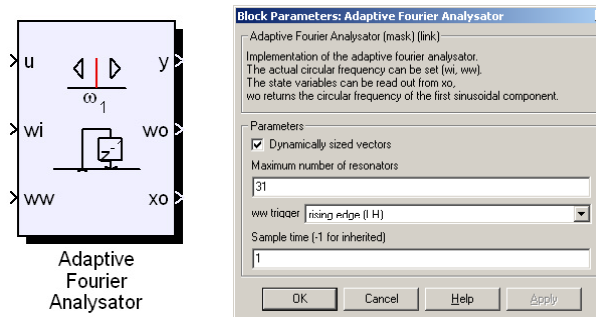 u
y
ω1
wi
wo
z-1
ww
xo
Adaptive
Fourier
Analysator
Block Parameters: Adaptive Fourier Analysator
Adaptive Fourier Analysator (mask) (link)
Implementation of the adaptive fourier analysator.
The actual circular frequency can be set (wi, ww).
The state variables can be read out from xo,
wo returns the circular frequency of the first sinusoidal component.
Parameters
Dynamically sized vectors
Maximum number of resonators
31
ww trigger rising edge (LH)
Sample time (-1 for inherited)
1
OK Cancel Help Apply